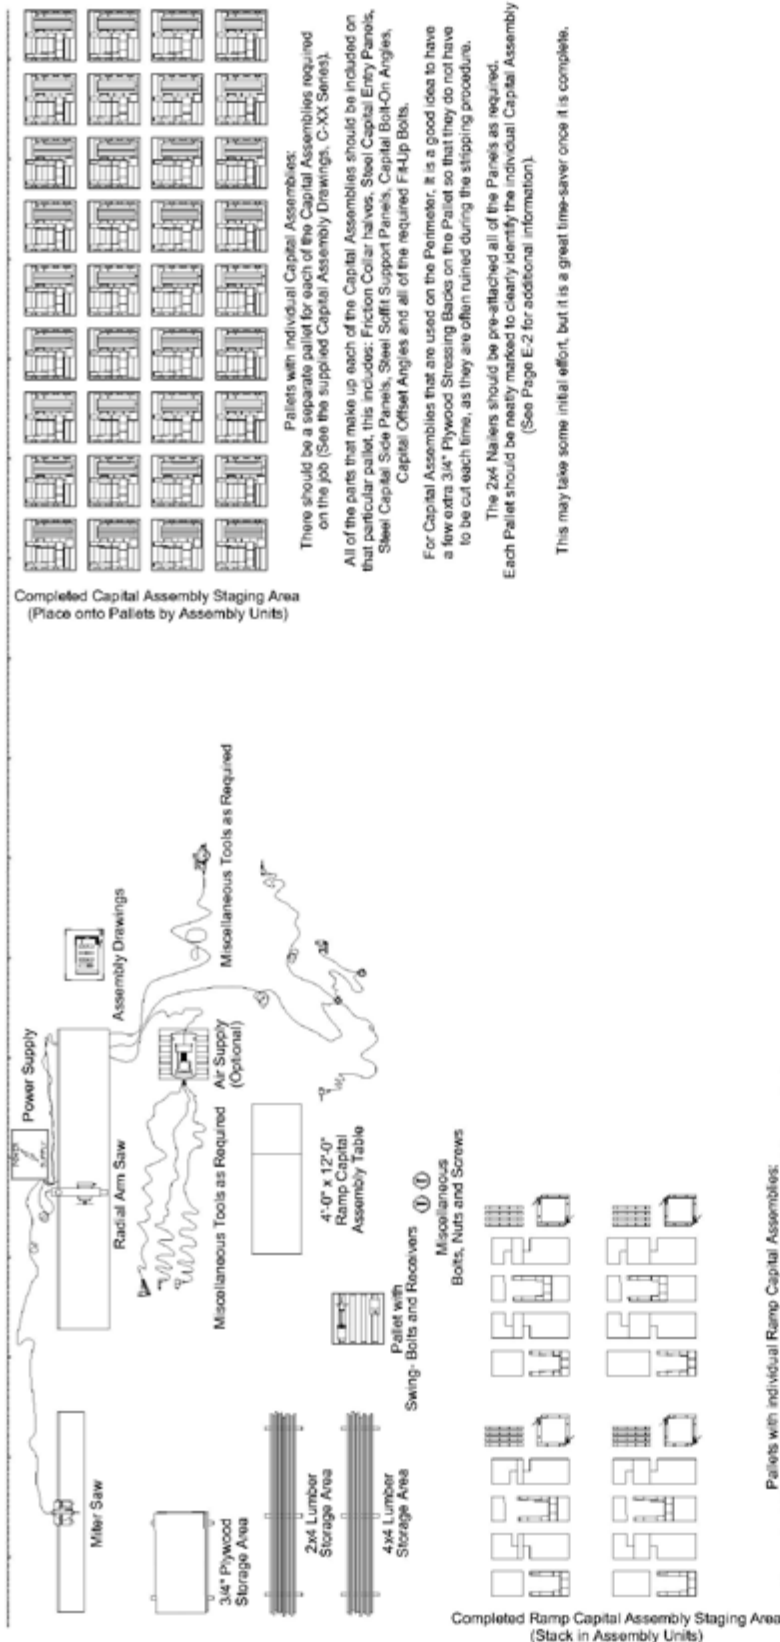 Pallets with individual Capital Assemblies:
There should be a separate pallet for each of the Capital Assemblies required
on the job (See the supplied Capital Assembly Drawings, C-XX Series).
All of the parts that make up each of the Capital Assemblies should be included on
that particular pallet, this includes: Friction Collar halves, Steel Capital Entry Panels,
Steel Capital Side Panels, Steel Soffit Support Panels, Capital Bolt-On Angles,
Capital Offset Angles and all of the required Fit-Up Bolts.
For Capital Assemblies that are used on the Perimeter, it is a good idea to have
a few extra 3/4" Plywood Stressing Backs on the Pallet so that they do not have
to be cut each time, as they are often ruined during the stripping procedure.
The 2x4 Nailers should be pre-attached all of the Panels as required.
Each Pallet should be neatly marked to clearly identify the individual Capital Assembly
(See Page E-2 for additional information).
This may take some initial effort, but it is a great time-saver once it is complete.
Completed Capital Assembly Staging Area
(Place onto Pallets by Assembly Units)
Miscellaneous Tools as Required
Assembly Drawings
Power Supply
POWER
SUPPLY
Air Supply
(Optional)
Radial Arm Saw
Miscellaneous Tools as Required
4'-0" x 12'-0"
Ramp Capital
Assembly Table
Miscellaneous
Bolts, Nuts and Screws
Pallet with
Swing- Bolts and Receivers
Miter Saw
3/4" Plywood
Storage Area
2x4 Lumber
Storage Area
4x4 Lumber
Storage Area
Pallets with individual Ramp Capital Assemblies:
Completed Ramp Capital Assembly Staging Area
(Stack in Assembly Units)